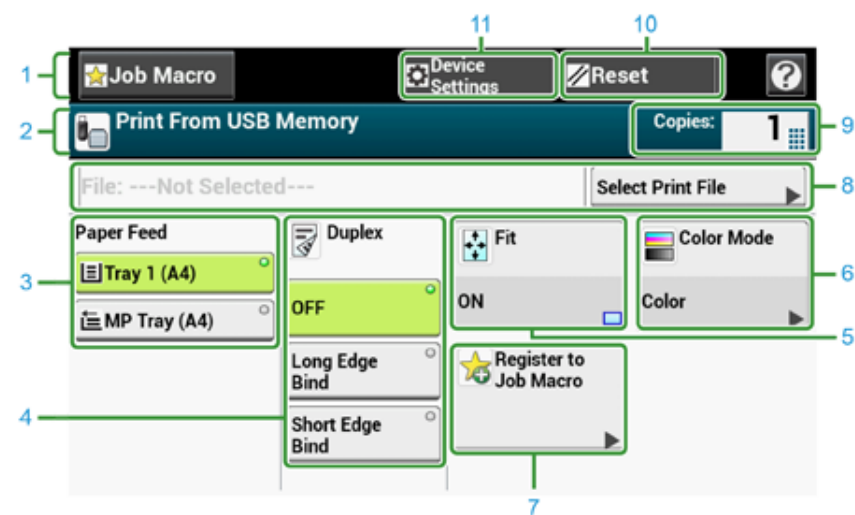 11
10
1
Job Macro
Device
Settings
Reset
?
2
Print From USB Memory
Copies:
1
9
File: ---Not Selected---
Select Print File
8
Paper Feed
Duplex
Fit
Color Mode
3
Tray 1 (A4)
6
OFF
ON
Color
MP Tray (A4)
5
Long Edge
Bind
Register to
Job Macro
4
Short Edge
Bind
7